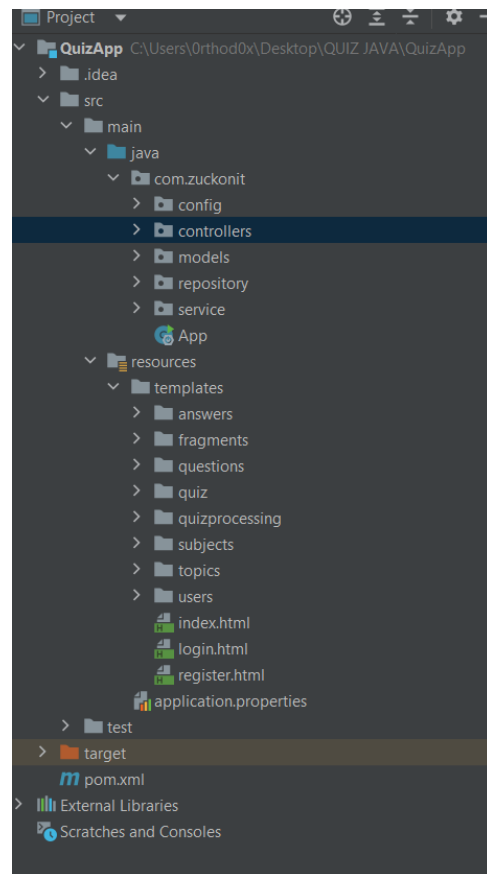 Project
QuizApp C:\Users\0rthod0x\Desktop\QUIZ JAVA\QuizApp
.idea
src
main
java
com.zuckonit
config
controllers
models
repository
service
App
resources
templates
answers
fragments
questions
quiz
quizprocessing
subjects
topics
users
index.html
login.html
register.html
application.properties
test
target
pom.xml
External Libraries
Scratches and Consoles